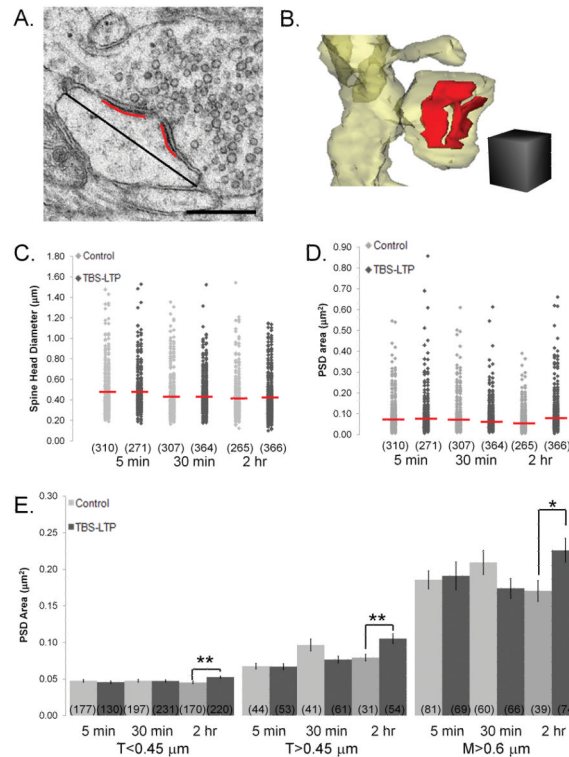 A.
B.
C.
Control
TBS-LTP
Spine Head Diameter (µm)
1.80
1.60
1.40
1.20
1.00
0.80
0.60
0.40
0.20
0.00
(310) (271) (307) (364) (265) (366)
5 min 30 min 2 hr
D.
Control
TBS-LTP
PSD area (µm²)
0.90
0.80
0.70
0.60
0.50
0.40
0.30
0.20
0.10
0.00
(310) (271) (307) (364) (265) (366)
5 min 30 min 2 hr
E.
Control
TBS-LTP
PSD Area (µm²)
0.30
0.25
0.20
0.15
0.10
0.05
0.00
** ** *
(177) (130) (197) (231) (170) (220) (44) (53) (41) (61) (31) (54) (81) (69) (60) (66) (39) (74
5 min 30 min 2 hr 5 min 30 min 2 hr 5 min 30 min 2 hr
T<0.45 µm T>0.45 µm M>0.6 µm